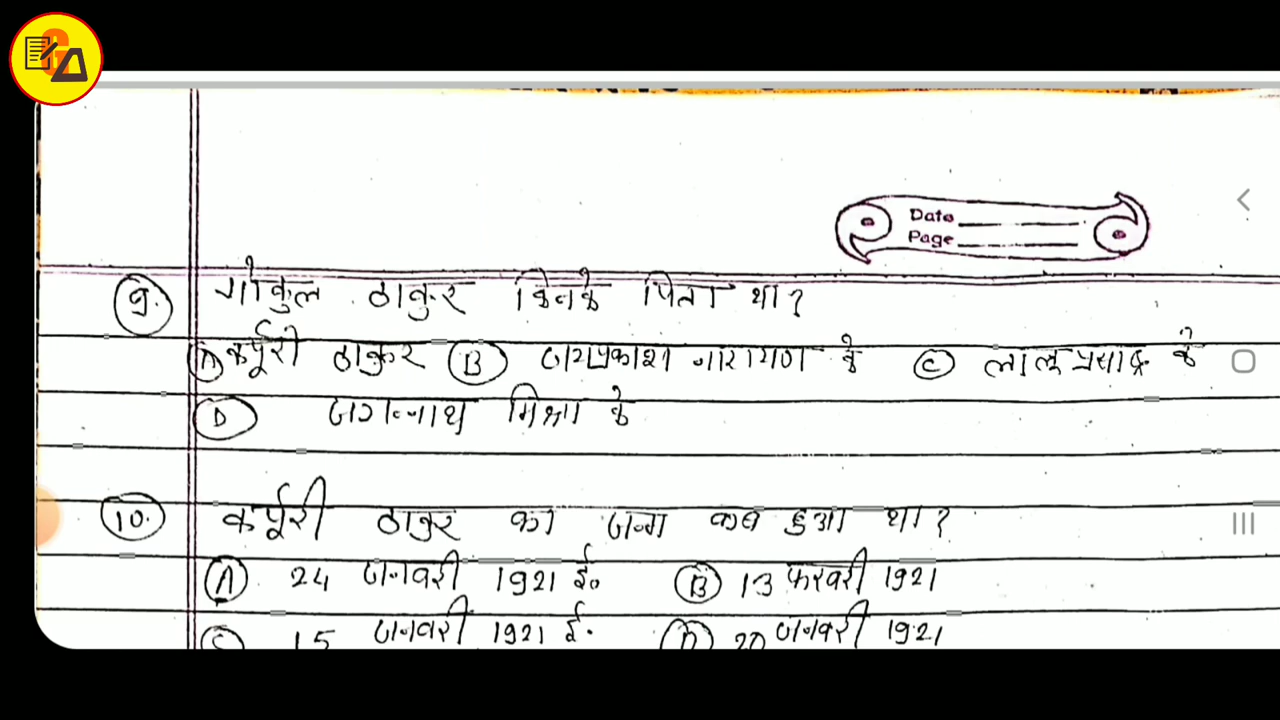 Date
Page
9. गोकुल ठाकुर किनके पिता था?
A कर्पूरी ठाकुर B जयप्रकाश नारायण के C लालू प्रसाद के
D जगन्नाथ मिश्रा के
10. कर्पूरी ठाकुर का जन्म कब हुआ था?
A 24 जनवरी 1921 ई० B 13 फरवरी 1921
C 15 जनवरी 1921 ई. D 20 जनवरी 1921